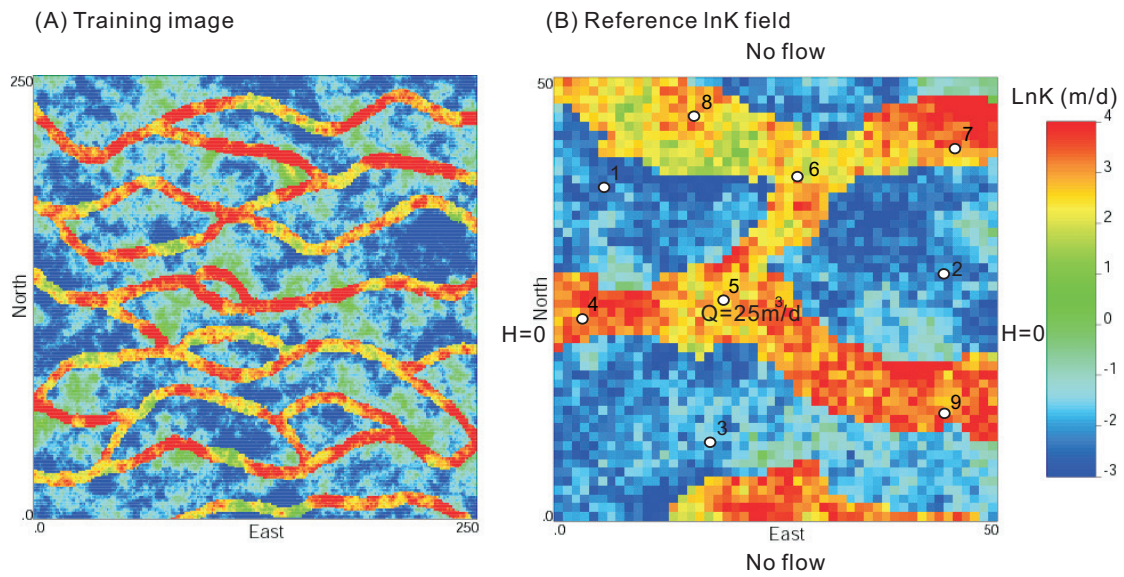 (A) Training image
(B) Reference lnK field
No flow
250
North
.0
East
250
50
North
H=0
H=0
1
2
3
4
5
6
7
8
9
Q=25m³/d
.0
East
50
No flow
LnK (m/d)
4
3
2
1
0
-1
-2
-3